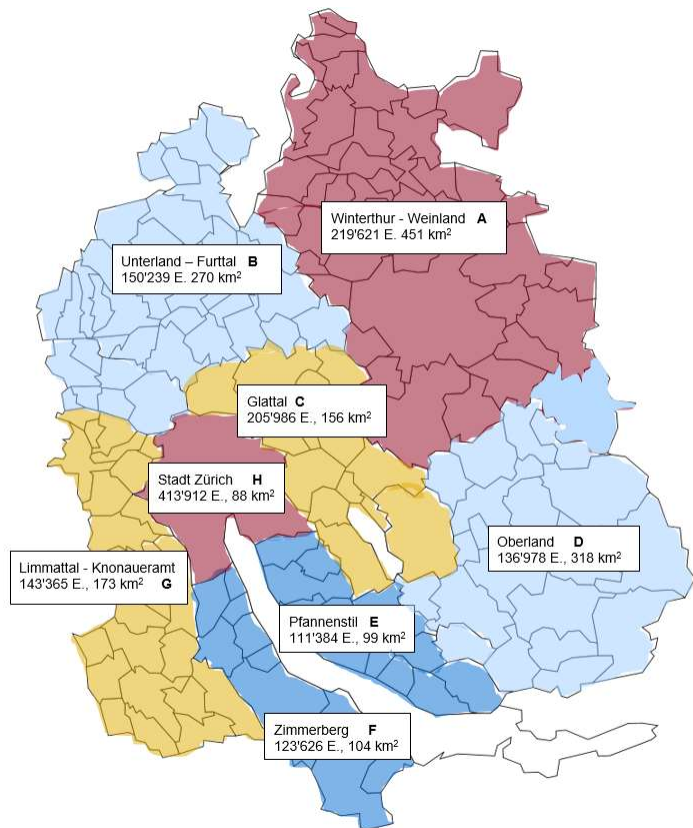 Winterthur - Weinland A
219'621 E. 451 km²
Unterland – Furttal B
150'239 E. 270 km²
Glattal C
205'986 E., 156 km²
Stadt Zürich H
413'912 E., 88 km²
Oberland D
136'978 E., 318 km²
Limmattal - Knonaueramt
143'365 E., 173 km² G
Pfannenstil E
111'384 E., 99 km²
Zimmerberg F
123'626 E., 104 km²